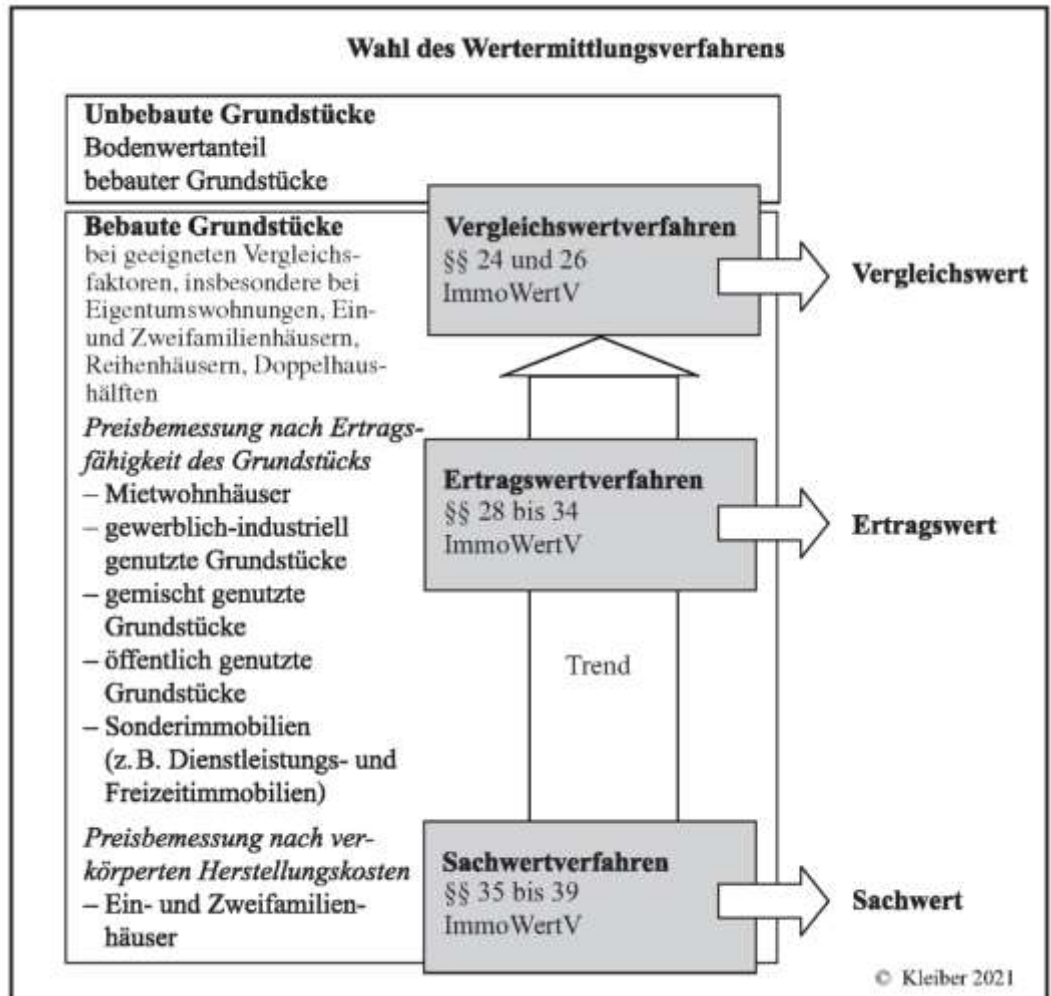 Wahl des Wertermittlungsverfahrens
Unbebaute Grundstücke
Bodenwertanteil
bebauter Grundstücke
Bebaute Grundstücke
bei geeigneten Vergleichs-
faktoren, insbesondere bei
Eigentumswohnungen, Ein-
und Zweifamilienhäusern,
Reihenhäusern, Doppelhaus-
hälften
Vergleichswertverfahren
§§ 24 und 26
ImmoWertV
Vergleichswert
Preisbemessung nach Ertrags-
fähigkeit des Grundstücks
– Mietwohnhäuser
– gewerblich-industriell
genutzte Grundstücke
– gemischt genutzte
Grundstücke
– öffentlich genutzte
Grundstücke
– Sonderimmobilien
(z. B. Dienstleistungs- und
Freizeitimmobilien)
Ertragswertverfahren
§§ 28 bis 34
ImmoWertV
Ertragswert
Trend
Preisbemessung nach ver-
körperten Herstellungskosten
– Ein- und Zweifamilien-
häuser
Sachwertverfahren
§§ 35 bis 39
ImmoWertV
Sachwert
© Kleiber 2021